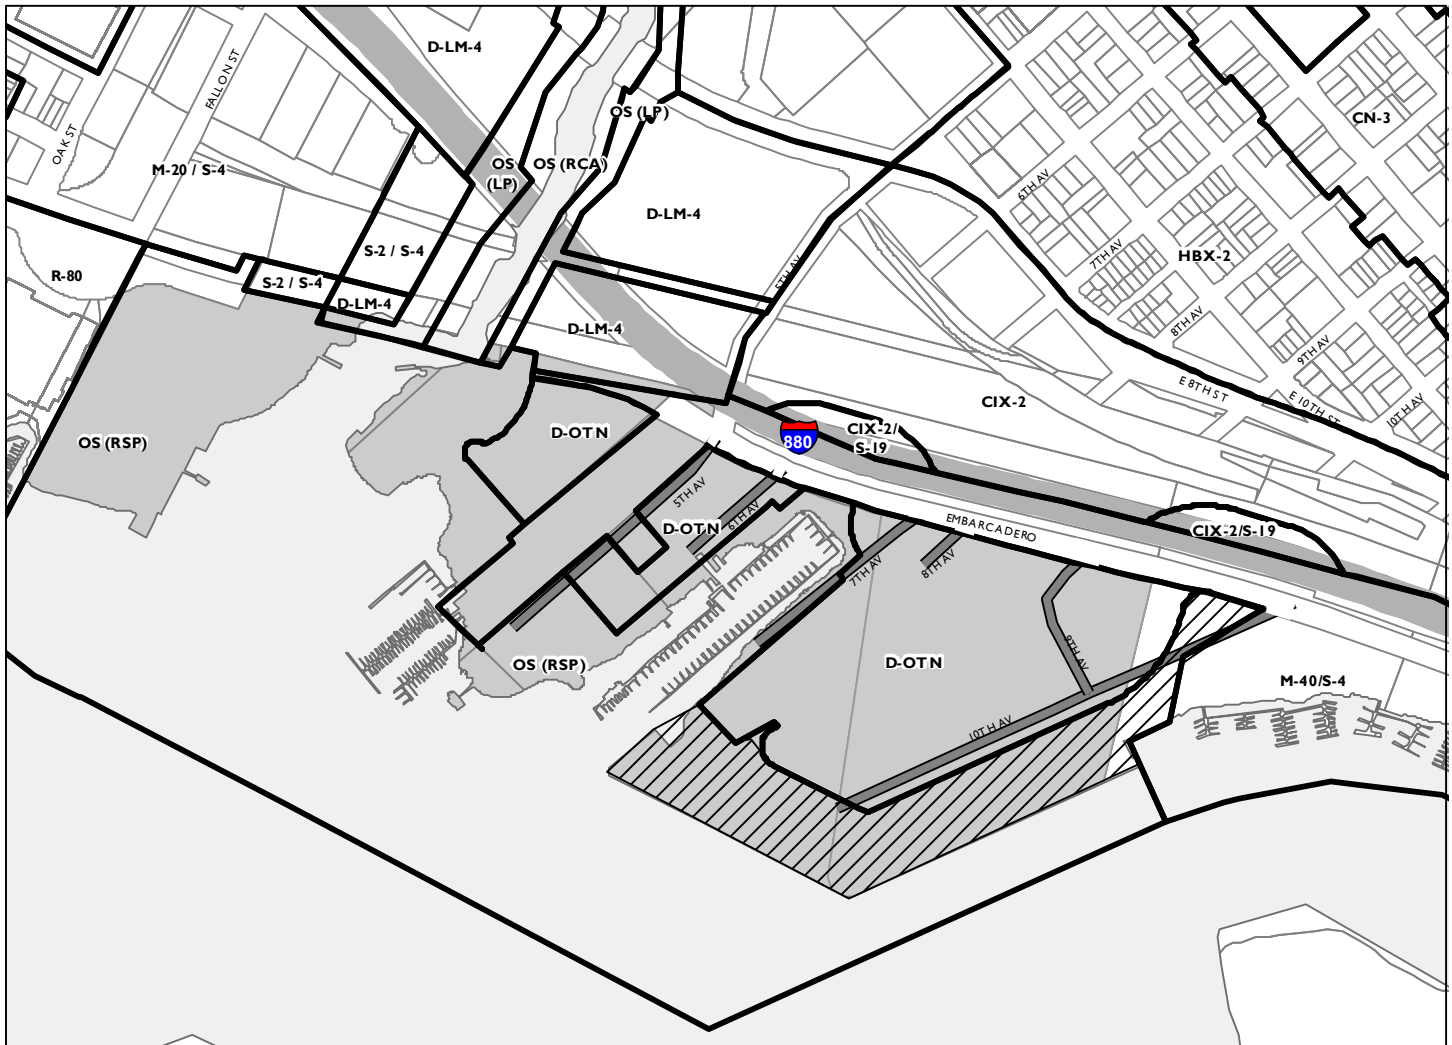 D-LM-4
FALLON ST
OAK ST
M-20 / S-4
OS
(LP)
OS (RCA)
OS (LP)
D-LM-4
CN-3
6TH AV
7TH AV
HBX-2
8TH AV
9TH AV
10TH AV
5TH AV
S-2 / S-4
R-80
S-2 / S-4
D-LM-4
D-LM-4
E 8TH ST
E 10TH ST
CIX-2
CIX-2/
S-19
880
OS (RSP)
D-OTN
5TH AV
6TH AV
D-OTN
EMBARCADERO
CIX-2/S-19
7TH AV
8TH AV
9TH AV
OS (RSP)
D-OTN
M-40/S-4
10TH AV